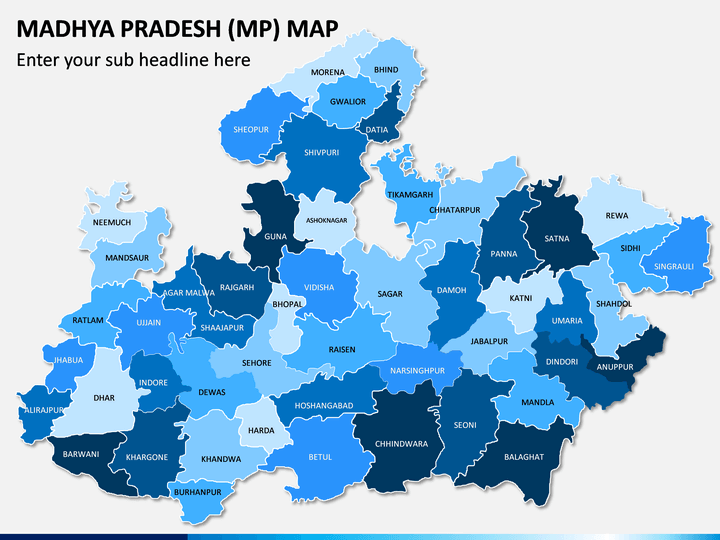 MADHYA PRADESH (MP) MAP
Enter your sub headline here
MORENA
BHIND
GWALIOR
SHEOPUR
DATIA
SHIVPURI
TIKAMGARH
CHHATARPUR
NEEMUCH
ASHOKNAGAR
REWA
GUNA
PANNA
SATNA
SIDHI
MANDSAUR
SINGRAULI
AGAR MALWA
RAJGARH
VIDISHA
SAGAR
DAMOH
KATNI
SHAHDOL
BHOPAL
RATLAM
UJJAIN
SHAAJAPUR
UMARIA
JABALPUR
RAISEN
JHABUA
SEHORE
NARSINGHPUR
DINDORI
ANUPPUR
INDORE
DEWAS
DHAR
ALIRAJPUR
HOSHANGABAD
MANDLA
HARDA
CHHINDWARA
SEONI
BARWANI
KHARGONE
KHANDWA
BETUL
BALAGHAT
BURHANPUR